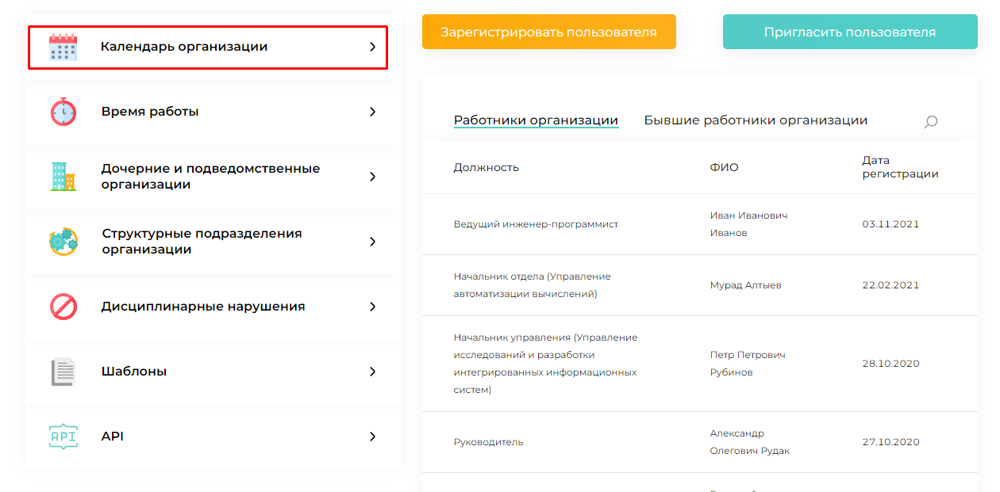 Календарь организации
Время работы
Дочерние и подведомственные
организации
Структурные подразделения
организации
Дисциплинарные нарушения
Шаблоны
API
API
Зарегистрировать пользователя
Пригласить пользователя
Работники организации
Бывшие работники организации
Должность
ФИО
Дата
регистрации
Ведущий инженер-программист
Иван Иванович
Иванов
03.11.2021
Начальник отдела (Управление
автоматизации вычислений)
Мурад Алтыев
22.02.2021
Начальник управления (Управление
исследований и разработки
интегрированных информационных
систем)
Петр Петрович
Рубинов
28.10.2020
Руководитель
Александр
Олегович Рудак
27.10.2020